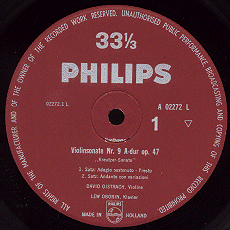 ALL RIGHTS OF THE MANUFACTURER AND OF THE OWNER OF THE RECORDED WORK RESERVED. UNAUTHORISED PUBLIC PERFORMANCE, BROADCASTING AND COPYING OF THIS RECORD PROHIBITED.
33⅓
PHILIPS
02272.1 L
A 02272 L
1
Violinsonate Nr. 9 A-dur op. 47
„Kreutzer-Sonate"
1. Satz: Adagio sostenuto - Presto
2. Satz: Andante con variazioni
DAVID OISTRACH, Violine
LEW OBORIN, Klavier
PHILIPS
MADE IN HOLLAND